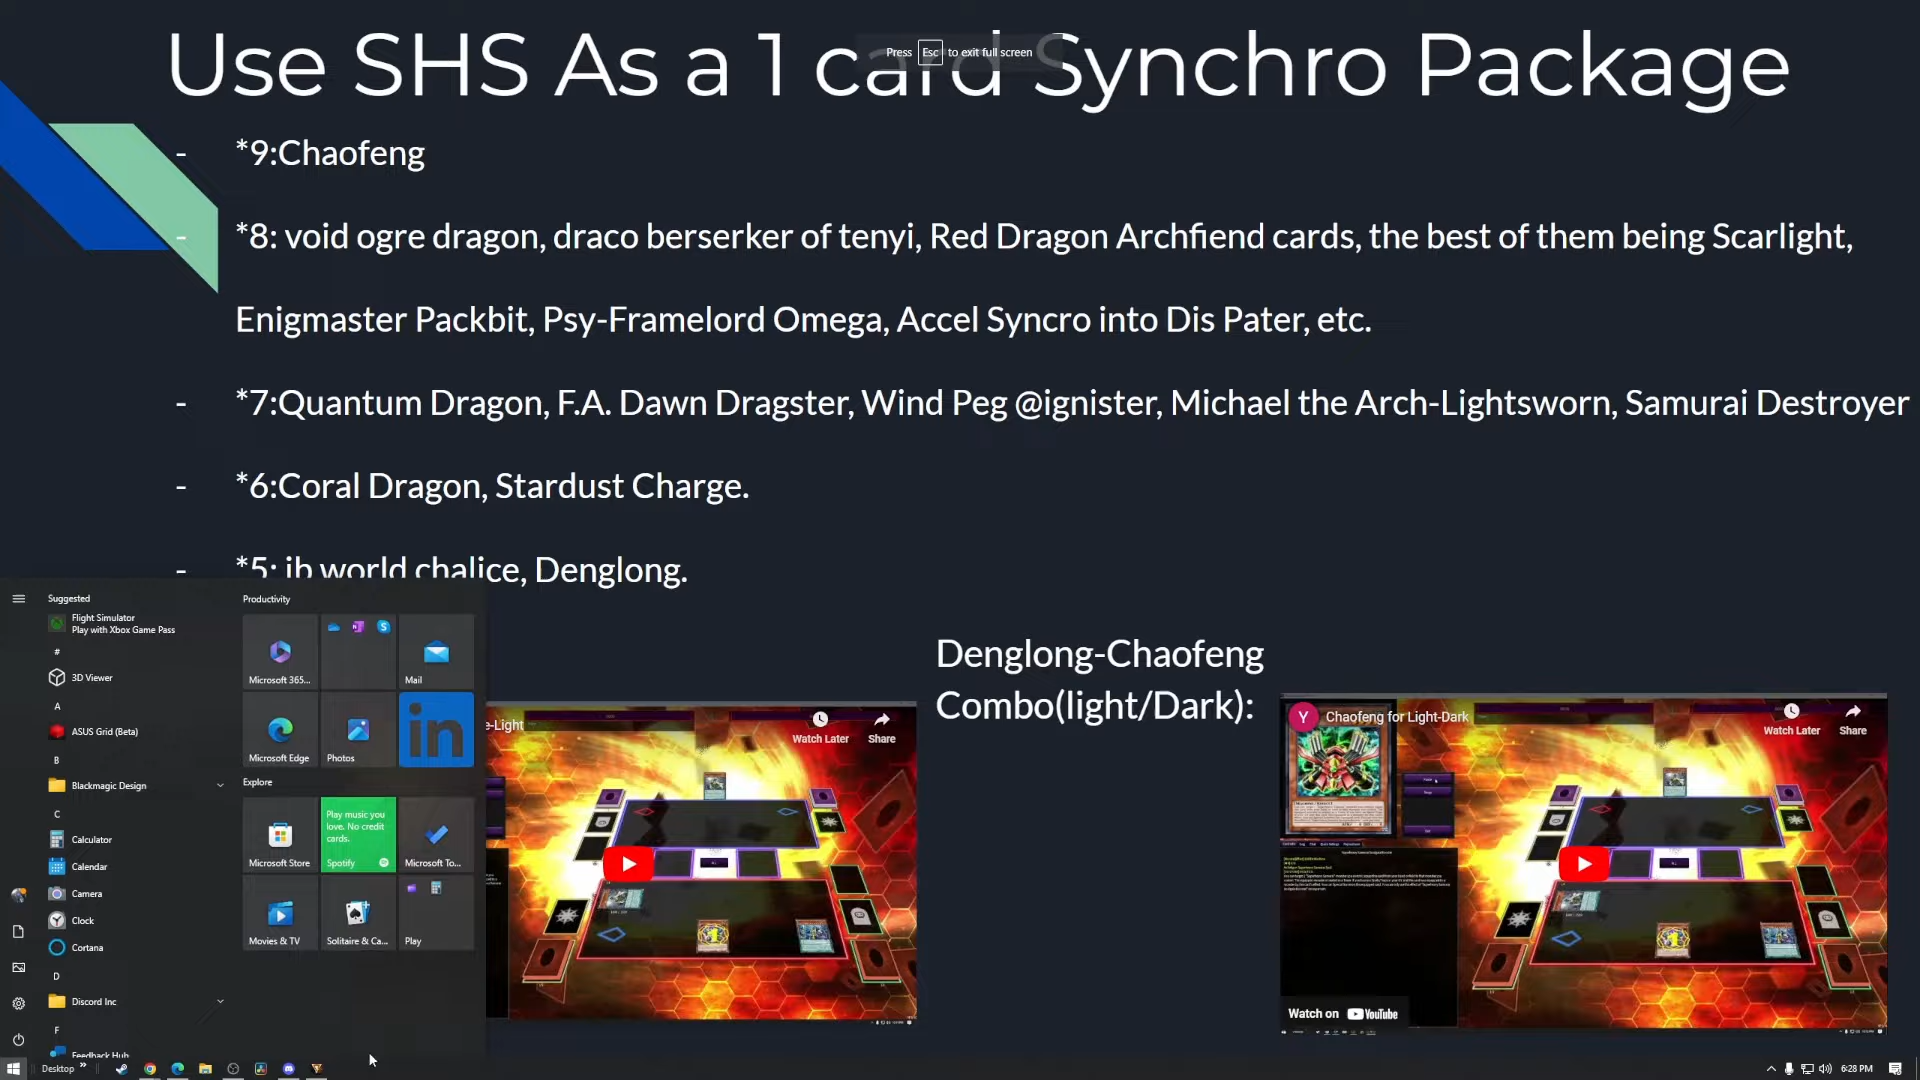 Use SHS As a 1 card Synchro Package
Press Esc to exit full screen
- *9:Chaofeng
- *8: void ogre dragon, draco berserker of tenyi, Red Dragon Archfiend cards, the best of them being Scarlight,
Enigmaster Packbit, Psy-Framelord Omega, Accel Syncro into Dis Pater, etc.
- *7:Quantum Dragon, F.A. Dawn Dragster, Wind Peg @ignister, Michael the Arch-Lightsworn, Samurai Destroyer
- *6:Coral Dragon, Stardust Charge.
- *5: ib world chalice, Denglong.
Suggested
Flight Simulator
Play with Xbox Game Pass
#
3D Viewer
A
ASUS Grid (Beta)
B
Blackmagic Design
C
Calculator
Calendar
Camera
Clock
Cortana
D
Discord Inc
F
Feedback Hub
Productivity
Microsoft 365...
Mail
Microsoft Edge
Photos
in
Explore
Microsoft Store
Play music you
love. No credit
cards.
Spotify
Microsoft To...
Movies & TV
Solitaire & Ca...
Play
e-Light
Watch Later
Share
Denglong-Chaofeng
Combo(light/Dark):
Y
Chaofeng for Light-Dark
Watch Later
Share
Watch on YouTube
Desktop
6:28 PM